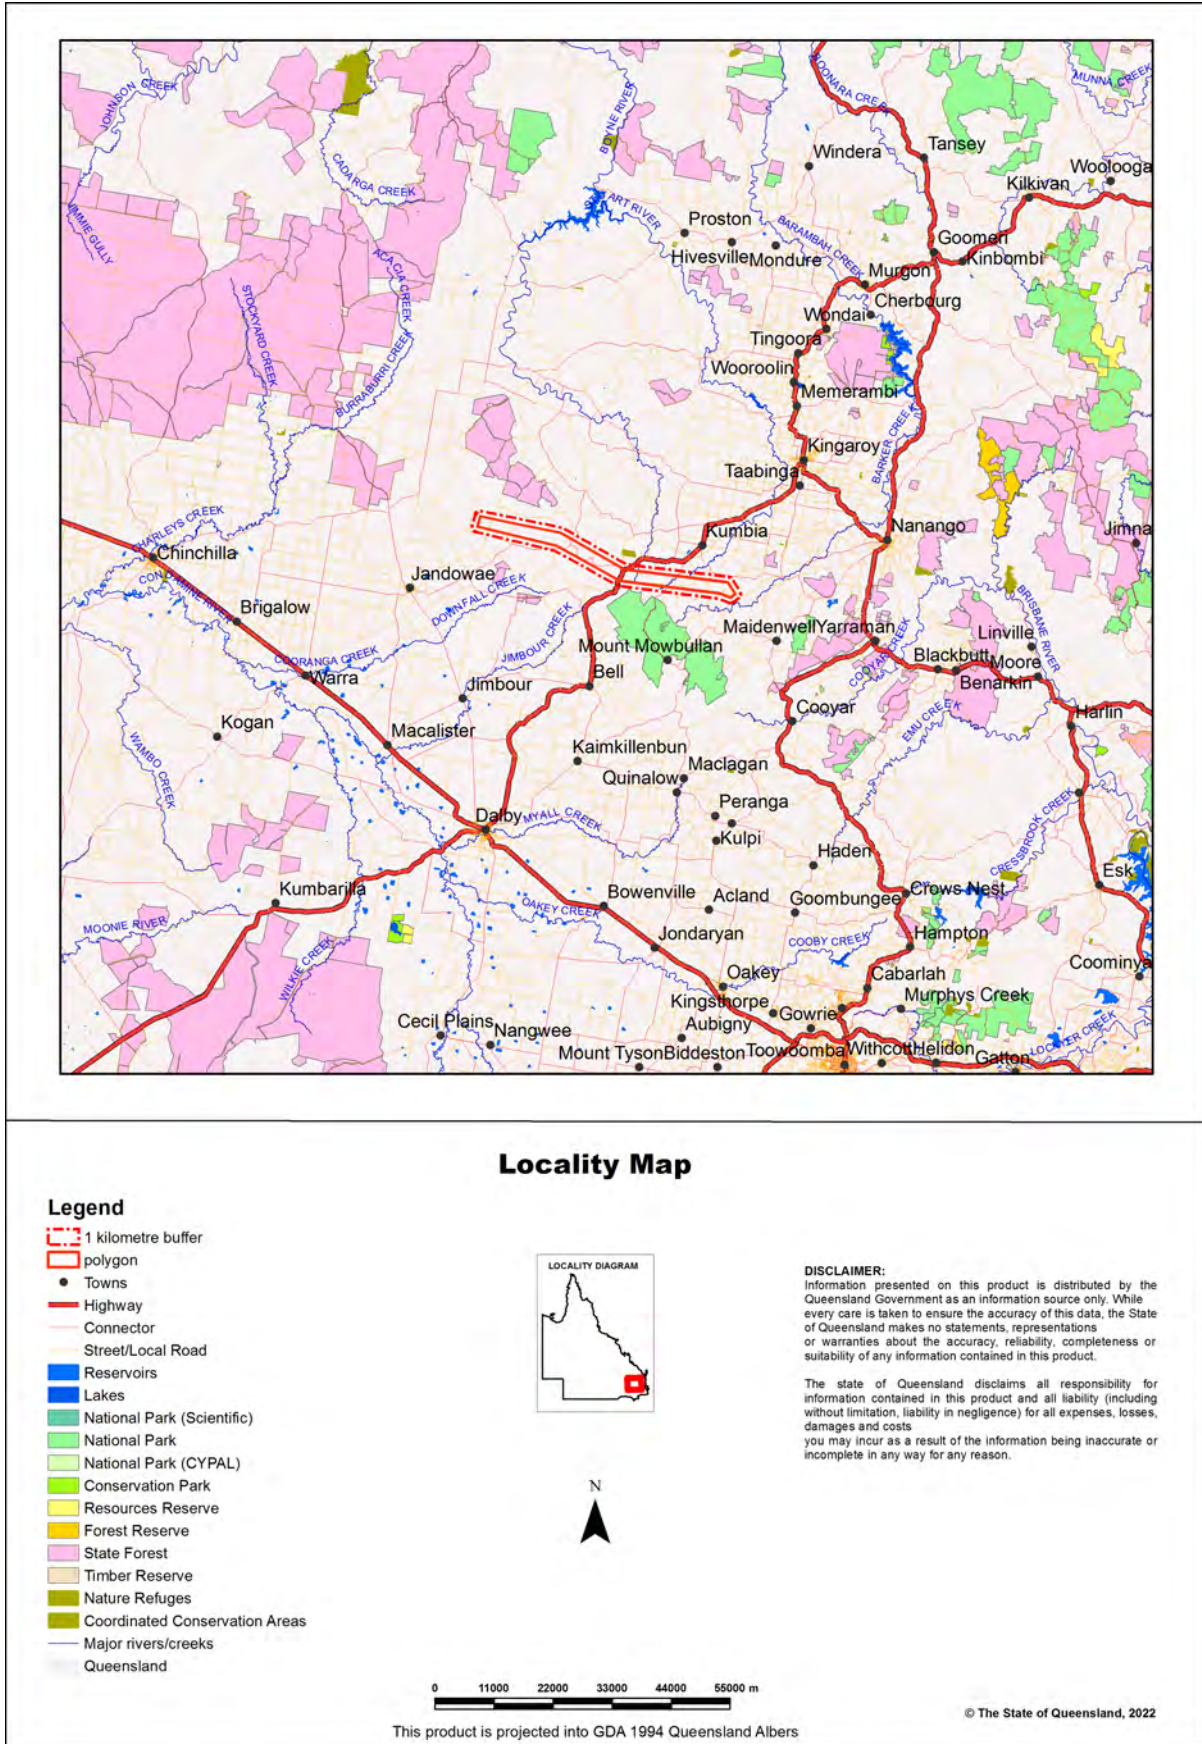 JOHNSON CREEK
BOYNE RIVER
BOONARA CREEK
MUNNA CREEK
CADARGA CREEK
Windera
Tansey
Woolooga
Kilkivan
JIMMIE GULLY
ART RIVER
Proston
BARAMBAH CREEK
Goomeri
Hivesville
Mondure
Kinbombi
ACACIA CREEK
Murgon
Cherbourg
STOCKYARD CREEK
Wondai
Tingoora
BURRABURRI CREEK
Wooroolin
Memerambi
BARKER CREEK
Kingaroy
Taabinga
CHARLEYS CREEK
Kumbia
Nanango
Jimna
Chinchilla
CONDAMINE RIVER
Jandowae
DOWNFALL CREEK
Brigalow
BRISBANE RIVER
JIMBOUR CREEK
Maidenwell
Yarraman
Linville
COORANGA CREEK
Mount Mowbullan
COOYAR CREEK
Blackbutt
Moore
Warra
Bell
Benarkin
Jimbour
Kogan
Cooyar
Harlin
Macalister
EMU CREEK
WAMBO CREEK
Kaimkillenbun
Maclagan
Quinalow
Peranga
Dalby
MYALL CREEK
Kulpi
CRESSBROOK CREEK
Haden
Esk
Kumbarilla
Bowenville
Acland
Goombungee
Crows Nest
MOONIE RIVER
OAKEY CREEK
Jondaryan
COOBY CREEK
Hampton
WILKIE CREEK
Oakey
Cabarlah
Coominya
Kingsthorpe
Gowrie
Murphys Creek
Cecil Plains
Nangwee
Aubigny
LOCKYER CREEK
Mount Tyson
Biddeston
Toowoomba
Withcott
Helidon
Gatton
Locality Map
Legend
1 kilometre buffer
polygon
Towns
Highway
Connector
Street/Local Road
Reservoirs
Lakes
National Park (Scientific)
National Park
National Park (CYPAL)
Conservation Park
Resources Reserve
Forest Reserve
State Forest
Timber Reserve
Nature Refuges
Coordinated Conservation Areas
Major rivers/creeks
Queensland
LOCALITY DIAGRAM
N
DISCLAIMER:
Information presented on this product is distributed by the
Queensland Government as an information source only. While
every care is taken to ensure the accuracy of this data, the State
of Queensland makes no statements, representations
or warranties about the accuracy, reliability, completeness or
suitability of any information contained in this product.
The state of Queensland disclaims all responsibility for
information contained in this product and all liability (including
without limitation, liability in negligence) for all expenses, losses,
damages and costs
you may incur as a result of the information being inaccurate or
incomplete in any way for any reason.
0 11000 22000 33000 44000 55000 m
This product is projected into GDA 1994 Queensland Albers
© The State of Queensland, 2022